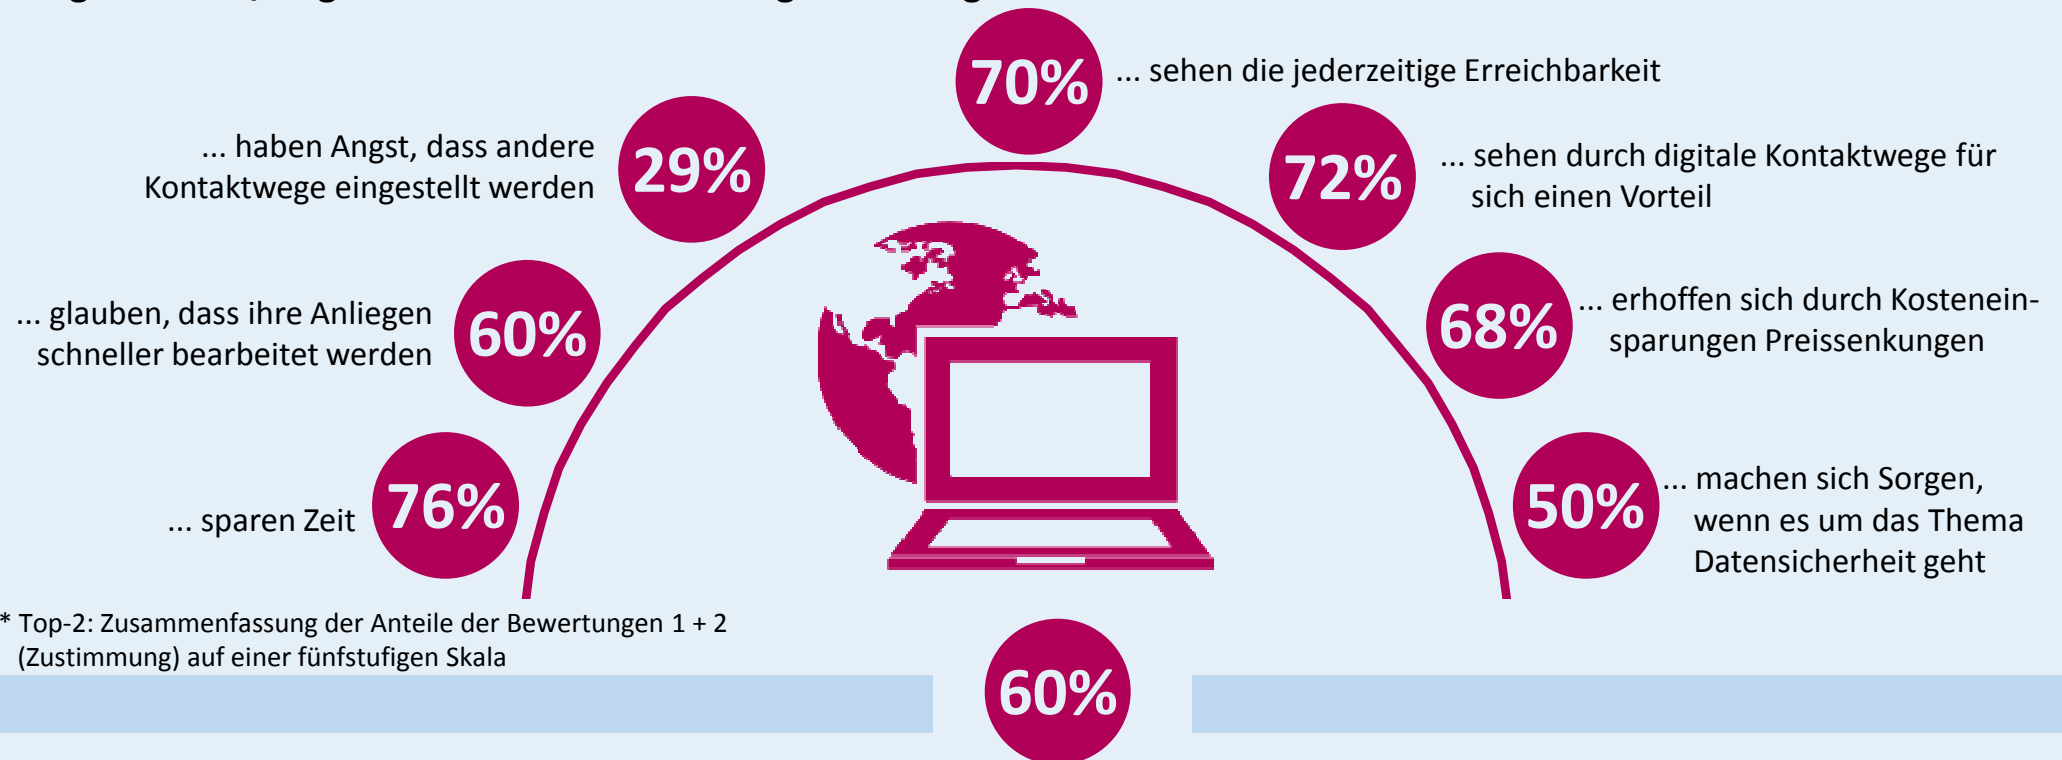 70%
... sehen die jederzeitige Erreichbarkeit
... haben Angst, dass andere
Kontaktwege eingestellt werden
29%
72%
... sehen durch digitale Kontaktwege für
sich einen Vorteil
... glauben, dass ihre Anliegen
schneller bearbeitet werden
60%
68%
... erhoffen sich durch Kostenein-
sparungen Preissenkungen
... sparen Zeit
76%
50%
... machen sich Sorgen,
wenn es um das Thema
Datensicherheit geht
* Top-2: Zusammenfassung der Anteile der Bewertungen 1 + 2
(Zustimmung) auf einer fünfstufigen Skala
60%